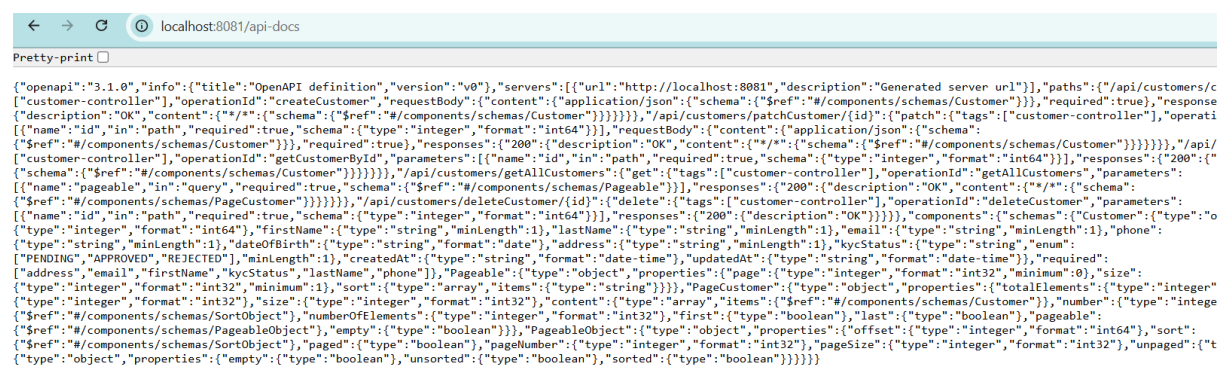 localhost:8081/api-docs
Pretty-print
{"openapi":"3.1.0","info":{"title":"OpenAPI definition","version":"v0"},"servers":[{"url":"http://localhost:8081","description":"Generated server url"}],"paths":{"/api/customers/c
["customer-controller"],"operationId":"createCustomer","requestBody":{"content":{"application/json":{"schema":{"$ref":"#/components/schemas/Customer"}}},"required":true},"response
{"description":"OK","content":{"*/*":{"schema":{"$ref":"#/components/schemas/Customer"}}}}}}},"/api/customers/patchCustomer/{id}":{"patch":{"tags":["customer-controller"],"operati
[{"name":"id","in":"path","required":true,"schema":{"type":"integer","format":"int64"}}],"requestBody":{"content":{"application/json":{"schema":
{"$ref":"#/components/schemas/Customer"}}},"required":true},"responses":{"200":{"description":"OK","content":{"*/*":{"schema":{"$ref":"#/components/schemas/Customer"}}}}}}},"/api/
["customer-controller"],"operationId":"getCustomerById","parameters":[{"name":"id","in":"path","required":true,"schema":{"type":"integer","format":"int64"}}],"responses":{"200":{"
{"schema":{"$ref":"#/components/schemas/Customer"}}}}}}},"/api/customers/getAllCustomers":{"get":{"tags":["customer-controller"],"operationId":"getAllCustomers","parameters":
[{"name":"pageable","in":"query","required":true,"schema":{"$ref":"#/components/schemas/Pageable"}}],"responses":{"200":{"description":"OK","content":{"*/*":{"schema":
{"$ref":"#/components/schemas/PageCustomer"}}}}}}},"/api/customers/deleteCustomer/{id}":{"delete":{"tags":["customer-controller"],"operationId":"deleteCustomer","parameters":
[{"name":"id","in":"path","required":true,"schema":{"type":"integer","format":"int64"}}],"responses":{"200":{"description":"OK"}}}}},"components":{"schemas":{"Customer":{"type":"o
{"type":"integer","format":"int64"},"firstName":{"type":"string","minLength":1},"lastName":{"type":"string","minLength":1},"email":{"type":"string","minLength":1},"phone":
{"type":"string","minLength":1},"dateOfBirth":{"type":"string","format":"date"},"address":{"type":"string","minLength":1},"kycStatus":{"type":"string","enum":
["PENDING","APPROVED","REJECTED"],"minLength":1},"createdAt":{"type":"string","format":"date-time"},"updatedAt":{"type":"string","format":"date-time"}},"required":
["address","email","firstName","kycStatus","lastName","phone"]},"Pageable":{"type":"object","properties":{"page":{"type":"integer","format":"int32","minimum":0},"size":
{"type":"integer","format":"int32","minimum":1},"sort":{"type":"array","items":{"type":"string"}}}},"PageCustomer":{"type":"object","properties":{"totalElements":{"type":"integer"
{"type":"integer","format":"int32"},"size":{"type":"integer","format":"int32"},"content":{"type":"array","items":{"$ref":"#/components/schemas/Customer"}},"number":{"type":"intege
{"$ref":"#/components/schemas/SortObject"},"numberOfElements":{"type":"integer","format":"int32"},"first":{"type":"boolean"},"last":{"type":"boolean"},"pageable":
{"$ref":"#/components/schemas/PageableObject"},"empty":{"type":"boolean"}}},"PageableObject":{"type":"object","properties":{"offset":{"type":"integer","format":"int64"},"sort":
{"$ref":"#/components/schemas/SortObject"},"paged":{"type":"boolean"},"pageNumber":{"type":"integer","format":"int32"},"pageSize":{"type":"integer","format":"int32"},"unpaged":{"t
{"type":"object","properties":{"empty":{"type":"boolean"},"unsorted":{"type":"boolean"},"sorted":{"type":"boolean"}}}}}}